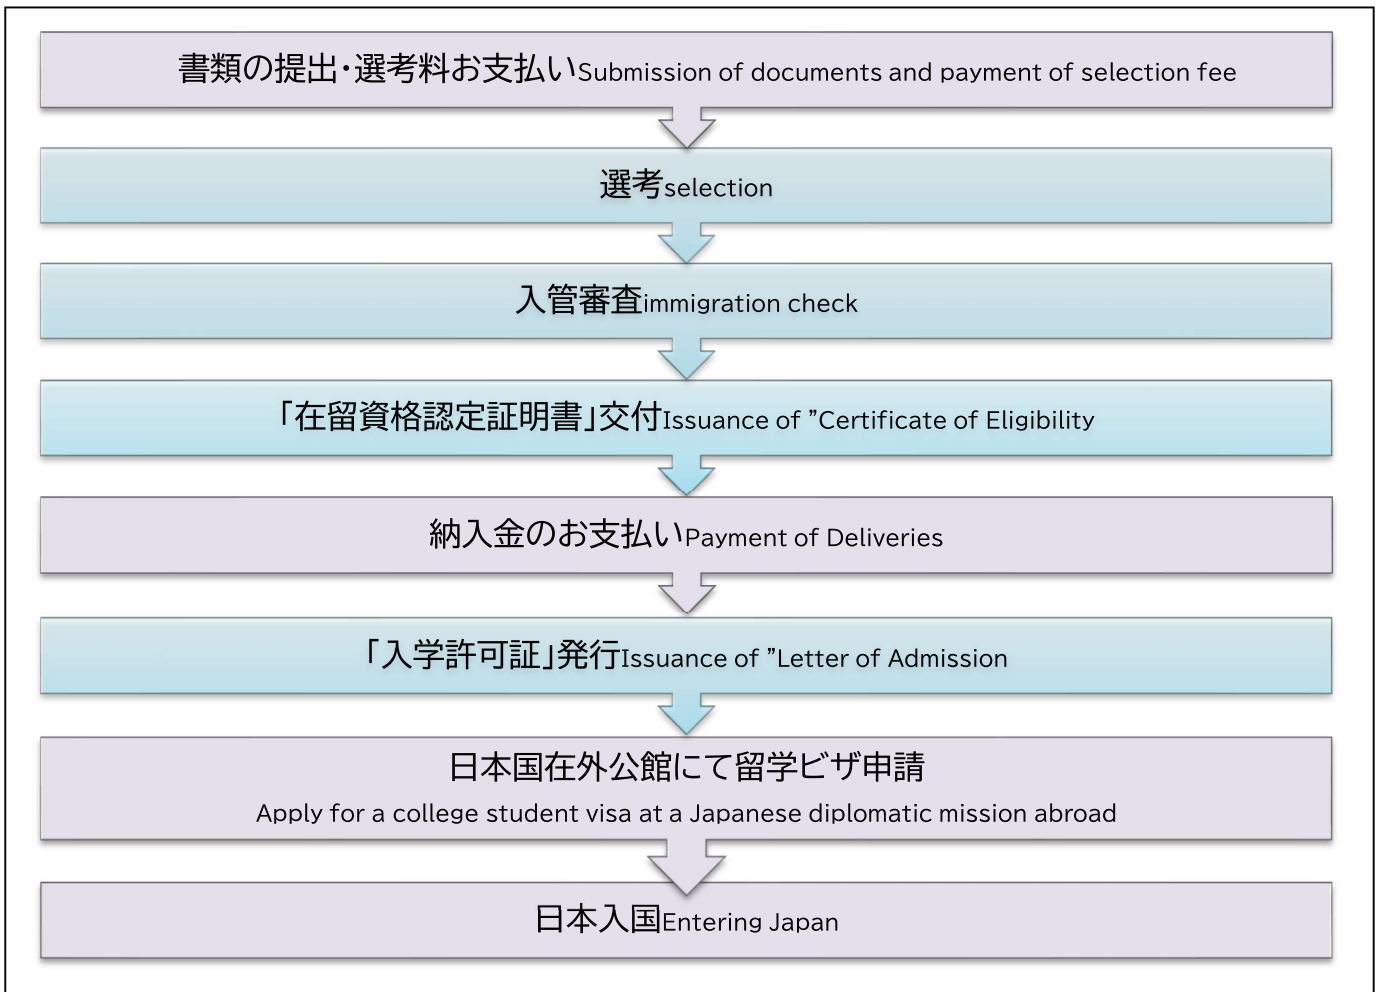 書類の提出・選考料お支払いSubmission of documents and payment of selection fee
選考selection
入管審査immigration check
「在留資格認定証明書」交付Issuance of ”Certificate of Eligibility
納入金のお支払いPayment of Deliveries
「入学許可証」発行Issuance of ”Letter of Admission
日本国在外公館にて留学ビザ申請
Apply for a college student visa at a Japanese diplomatic mission abroad
日本入国Entering Japan